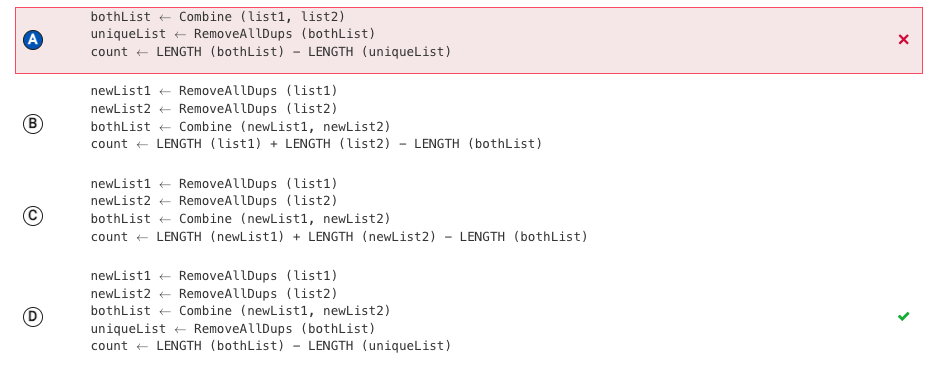 A
bothList ← Combine (list1, list2)
uniqueList ← RemoveAllDups (bothList)
count ← LENGTH (bothList) − LENGTH (uniqueList)
B
newList1 ← RemoveAllDups (list1)
newList2 ← RemoveAllDups (list2)
bothList ← Combine (newList1, newList2)
count ← LENGTH (list1) + LENGTH (list2) − LENGTH (bothList)
C
newList1 ← RemoveAllDups (list1)
newList2 ← RemoveAllDups (list2)
bothList ← Combine (newList1, newList2)
count ← LENGTH (newList1) + LENGTH (newList2) − LENGTH (bothList)
D
newList1 ← RemoveAllDups (list1)
newList2 ← RemoveAllDups (list2)
bothList ← Combine (newList1, newList2)
uniqueList ← RemoveAllDups (bothList)
count ← LENGTH (bothList) − LENGTH (uniqueList)